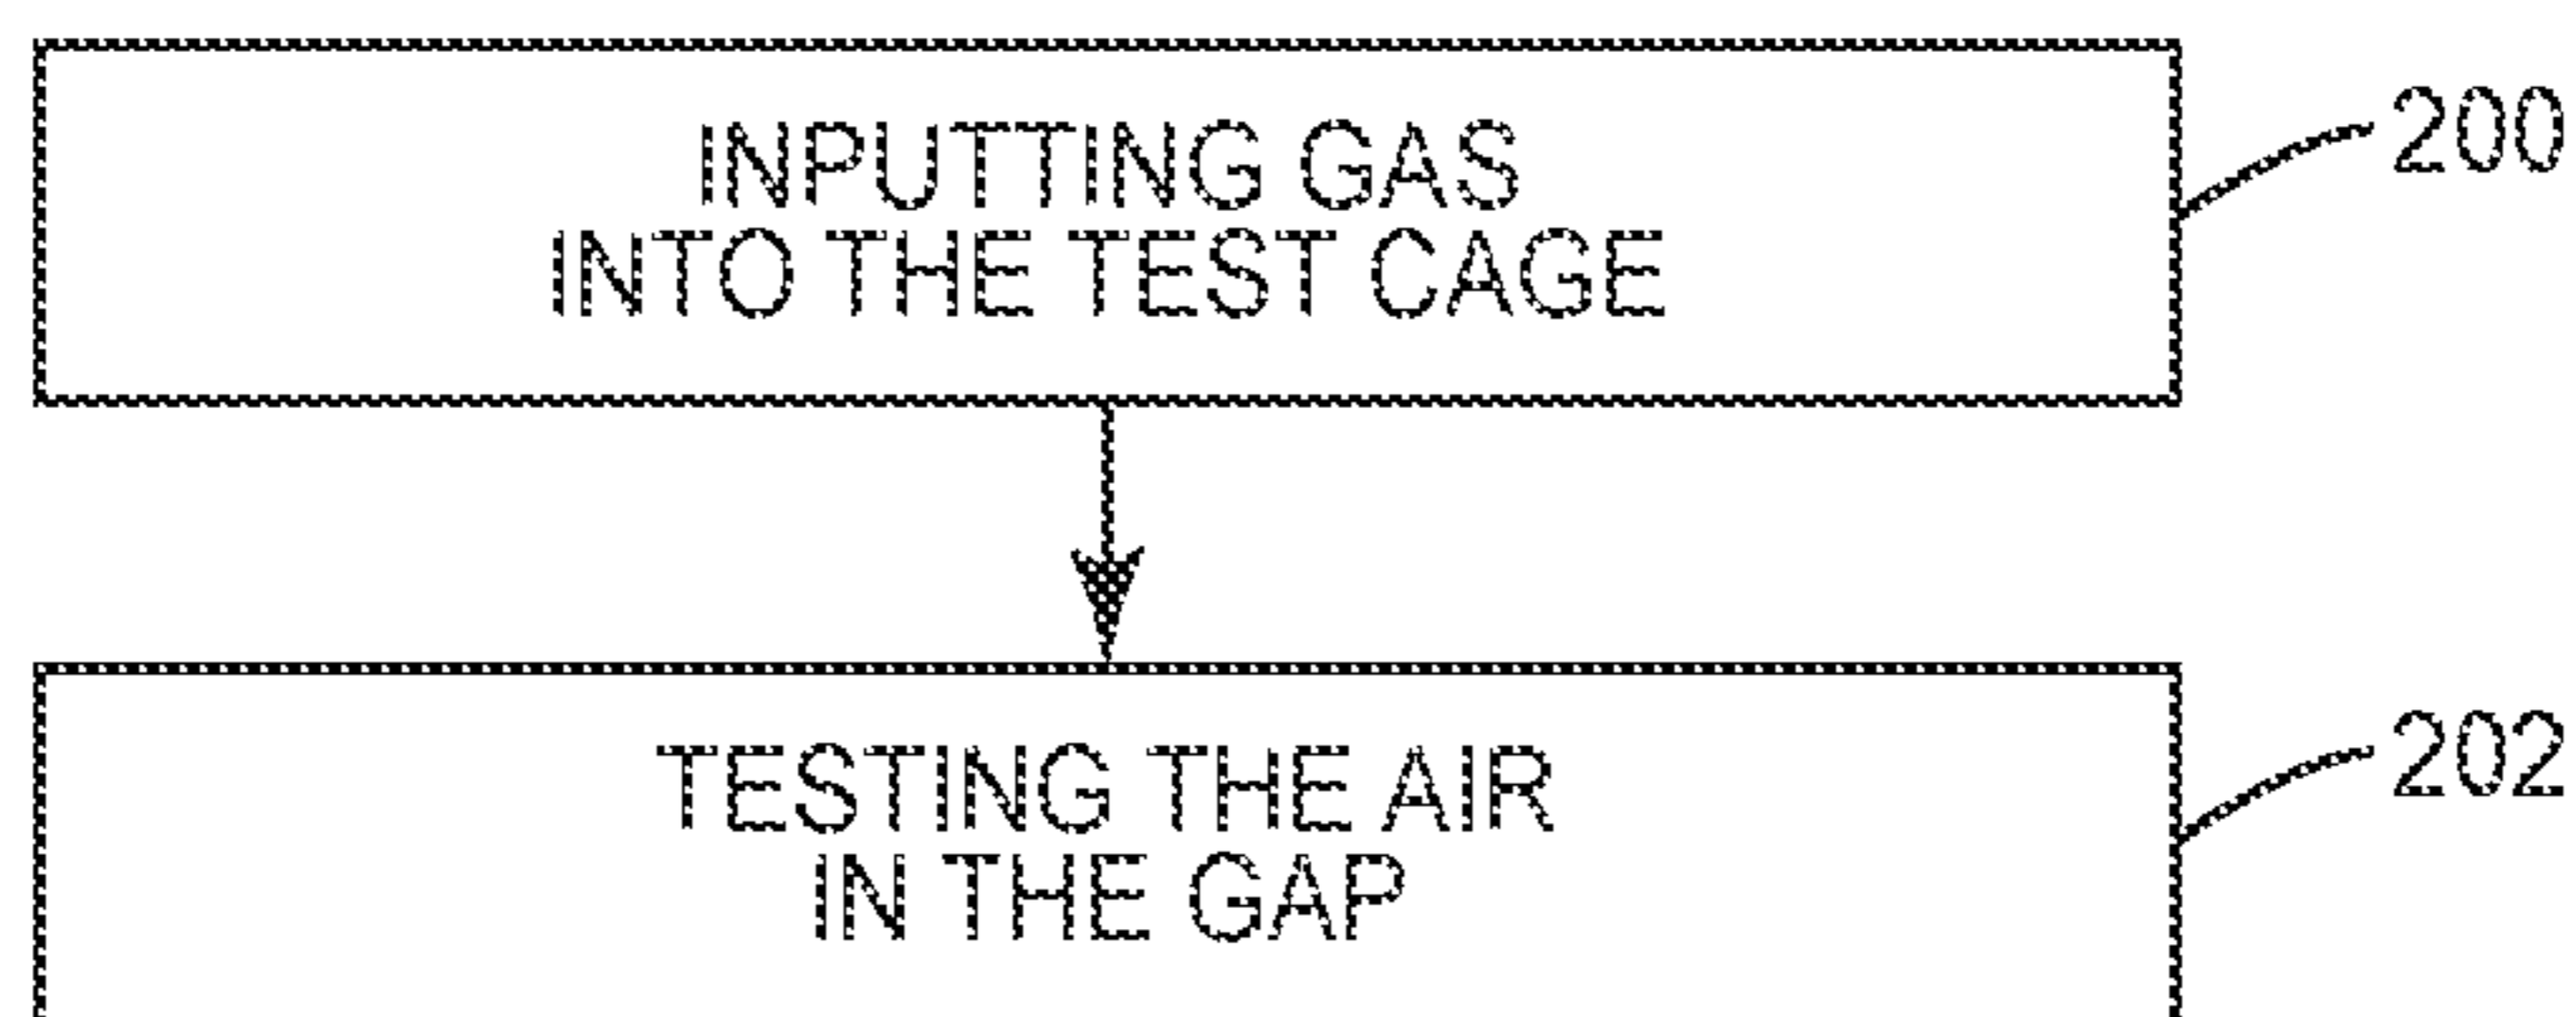 INPUTTING GAS
INTO THE TEST CAGE
200
TESTING THE AIR
IN THE GAP
202